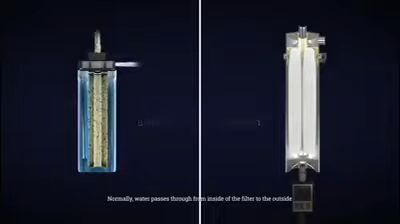 Normally, water passes through from inside of the filter to the outside